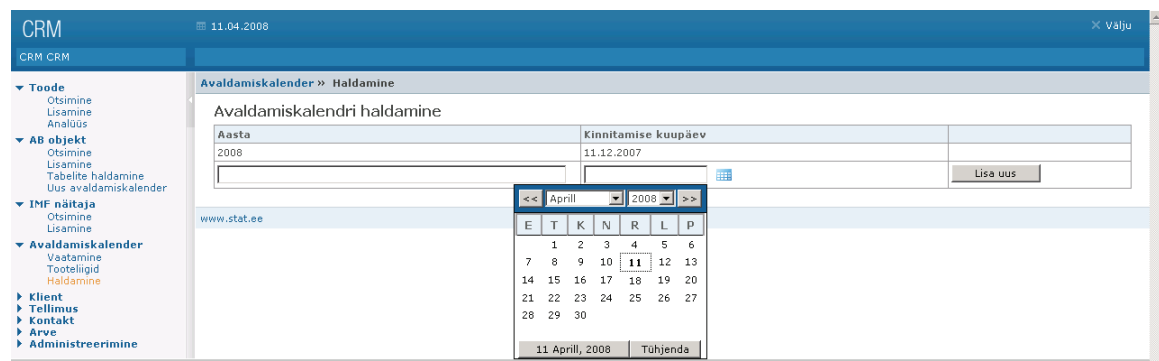 CRM
11.04.2008
Välju
CRM CRM
Toode
Otsimine
Lisamine
Analüüs
AB objekt
Otsimine
Lisamine
Tabelite haldamine
Uus avaldamiskalender
IMF näitaja
Otsimine
Lisamine
Avaldamiskalender
Vaatamine
Tooteliigid
Haldamine
Klient
Tellimus
Kontakt
Arve
Administreerimine
Avaldamiskalender » Haldamine
Avaldamiskalendri haldamine
Aasta Kinnitamise kuupäev
2008 11.12.2007
Lisa uus
www.stat.ee
<< Aprill 2008 >>
E T K N R L P
1 2 3 4 5 6
7 8 9 10 11 12 13
14 15 16 17 18 19 20
21 22 23 24 25 26 27
28 29 30
11 Aprill, 2008 Tühjenda